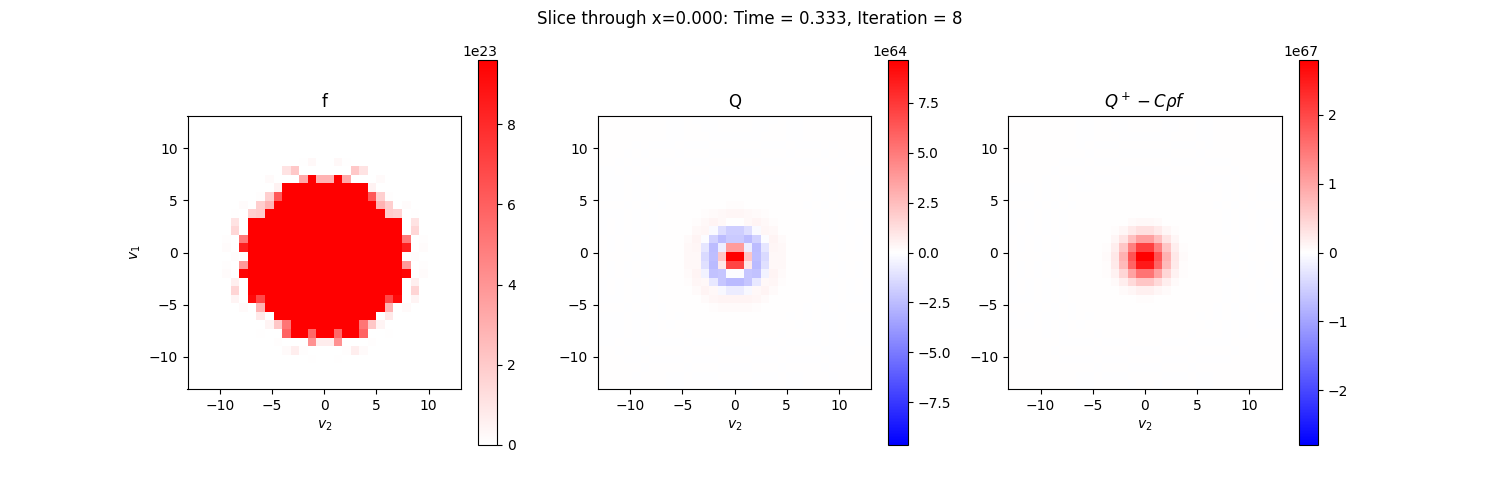 Slice through x=0.000: Time = 0.333, Iteration = 8
f
v₁
10
5
0
−5
−10
−10 −5 0 5 10
v₂
1e23
8
6
4
2
0
Q
10
5
0
−5
−10
−10 −5 0 5 10
v₂
1e64
7.5
5.0
2.5
0.0
−2.5
−5.0
−7.5
Q⁺ − Cρf
10
5
0
−5
−10
−10 −5 0 5 10
v₂
1e67
2
1
0
−1
−2